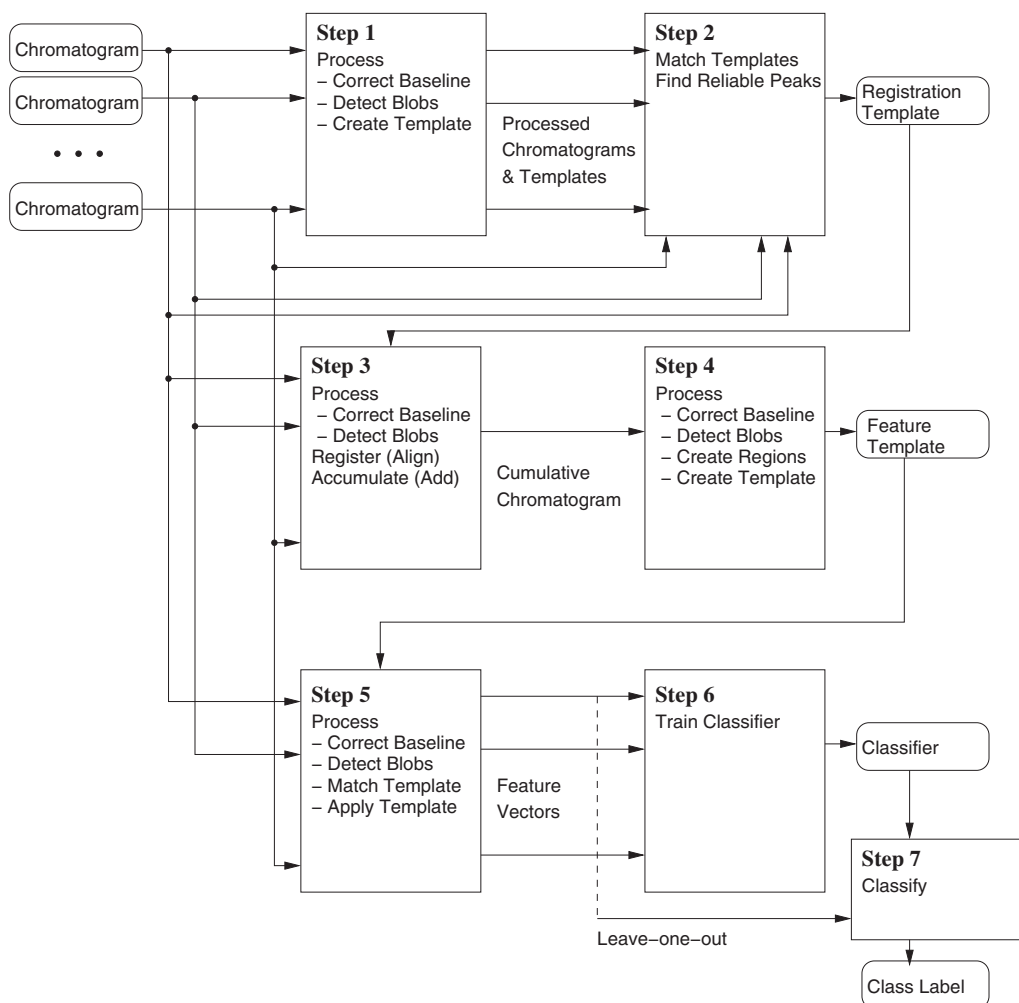 Chromatogram
Chromatogram
• • •
Chromatogram
Step 1
Process
– Correct Baseline
– Detect Blobs
– Create Template
Processed
Chromatograms
& Templates
Step 2
Match Templates
Find Reliable Peaks
Registration
Template
Step 3
Process
– Correct Baseline
– Detect Blobs
Register (Align)
Accumulate (Add)
Cumulative
Chromatogram
Step 4
Process
– Correct Baseline
– Detect Blobs
– Create Regions
– Create Template
Feature
Template
Step 5
Process
– Correct Baseline
– Detect Blobs
– Match Template
– Apply Template
Feature
Vectors
Step 6
Train Classifier
Classifier
Leave–one–out
Step 7
Classify
Class Label